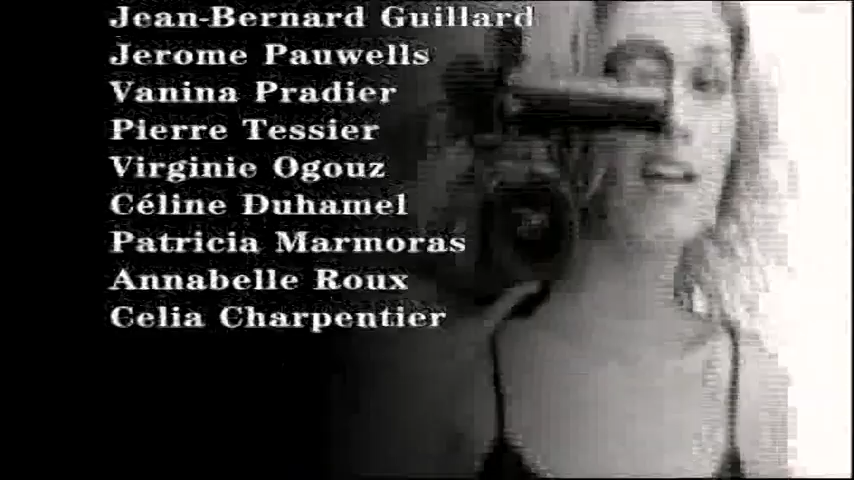 Jean-Bernard Guillard
Jerome Pauwells
Vanina Pradier
Pierre Tessier
Virginie Ogouz
Céline Duhamel
Patricia Marmoras
Annabelle Roux
Celia Charpentier